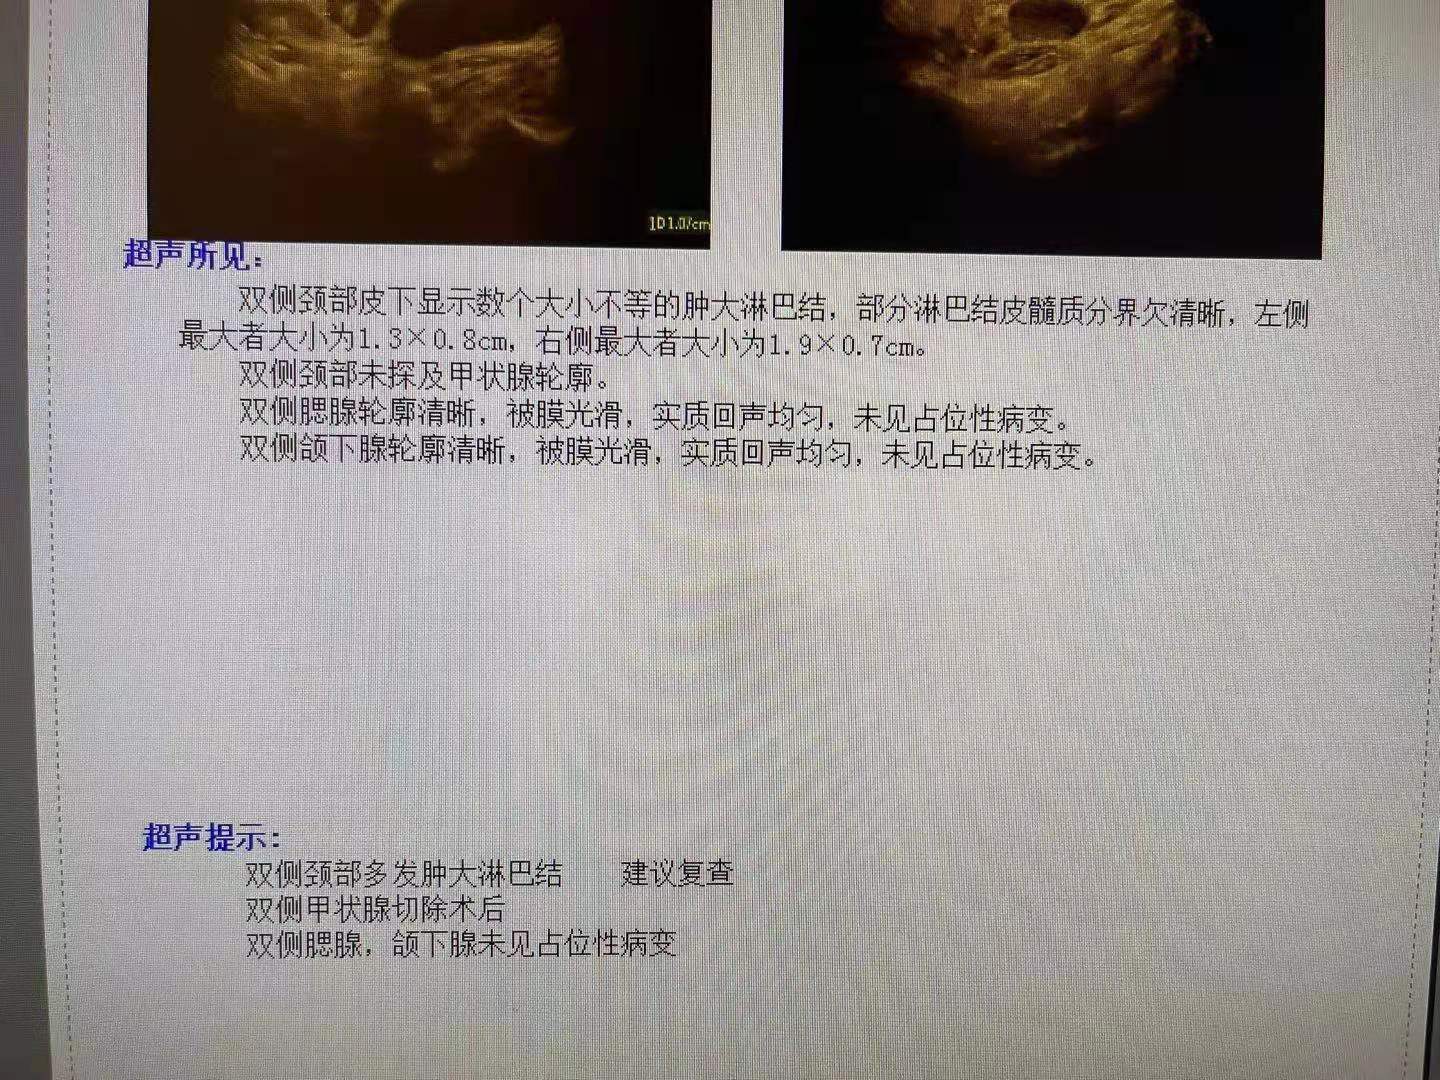 1D1.0/cm
超声所见：
双侧颈部皮下显示数个大小不等的肿大淋巴结，部分淋巴结皮髓质分界欠清晰，左侧
最大者大小为1.3×0.8cm，右侧最大者大小为1.9×0.7cm。
双侧颈部未探及甲状腺轮廓。
双侧腮腺轮廓清晰，被膜光滑，实质回声均匀，未见占位性病变。
双侧颌下腺轮廓清晰，被膜光滑，实质回声均匀，未见占位性病变。
超声提示：
双侧颈部多发肿大淋巴结 建议复查
双侧甲状腺切除术后
双侧腮腺，颌下腺未见占位性病变